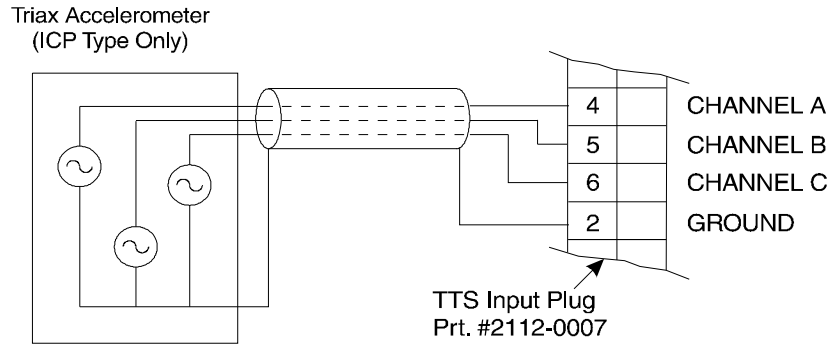 Triax Accelerometer
(ICP Type Only)
4 CHANNEL A
5 CHANNEL B
6 CHANNEL C
2 GROUND
TTS Input Plug
Prt. #2112-0007